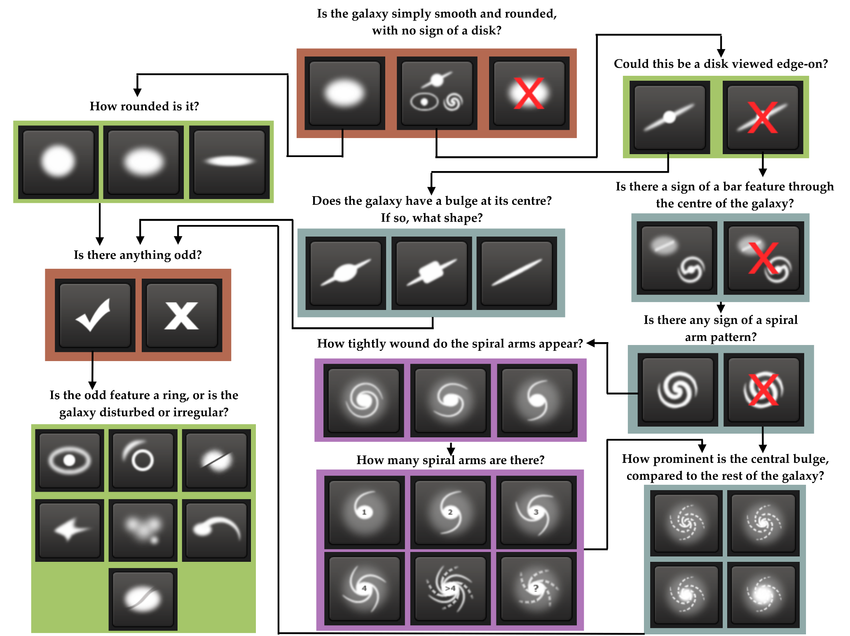 Is the galaxy simply smooth and rounded,
with no sign of a disk?
Could this be a disk viewed edge-on?
How rounded is it?
Does the galaxy have a bulge at its centre?
If so, what shape?
Is there a sign of a bar feature through
the centre of the galaxy?
Is there anything odd?
Is there any sign of a spiral
arm pattern?
How tightly wound do the spiral arms appear?
Is the odd feature a ring, or is the
galaxy disturbed or irregular?
How many spiral arms are there?
How prominent is the central bulge,
compared to the rest of the galaxy?
1
2
3
4
>4
?